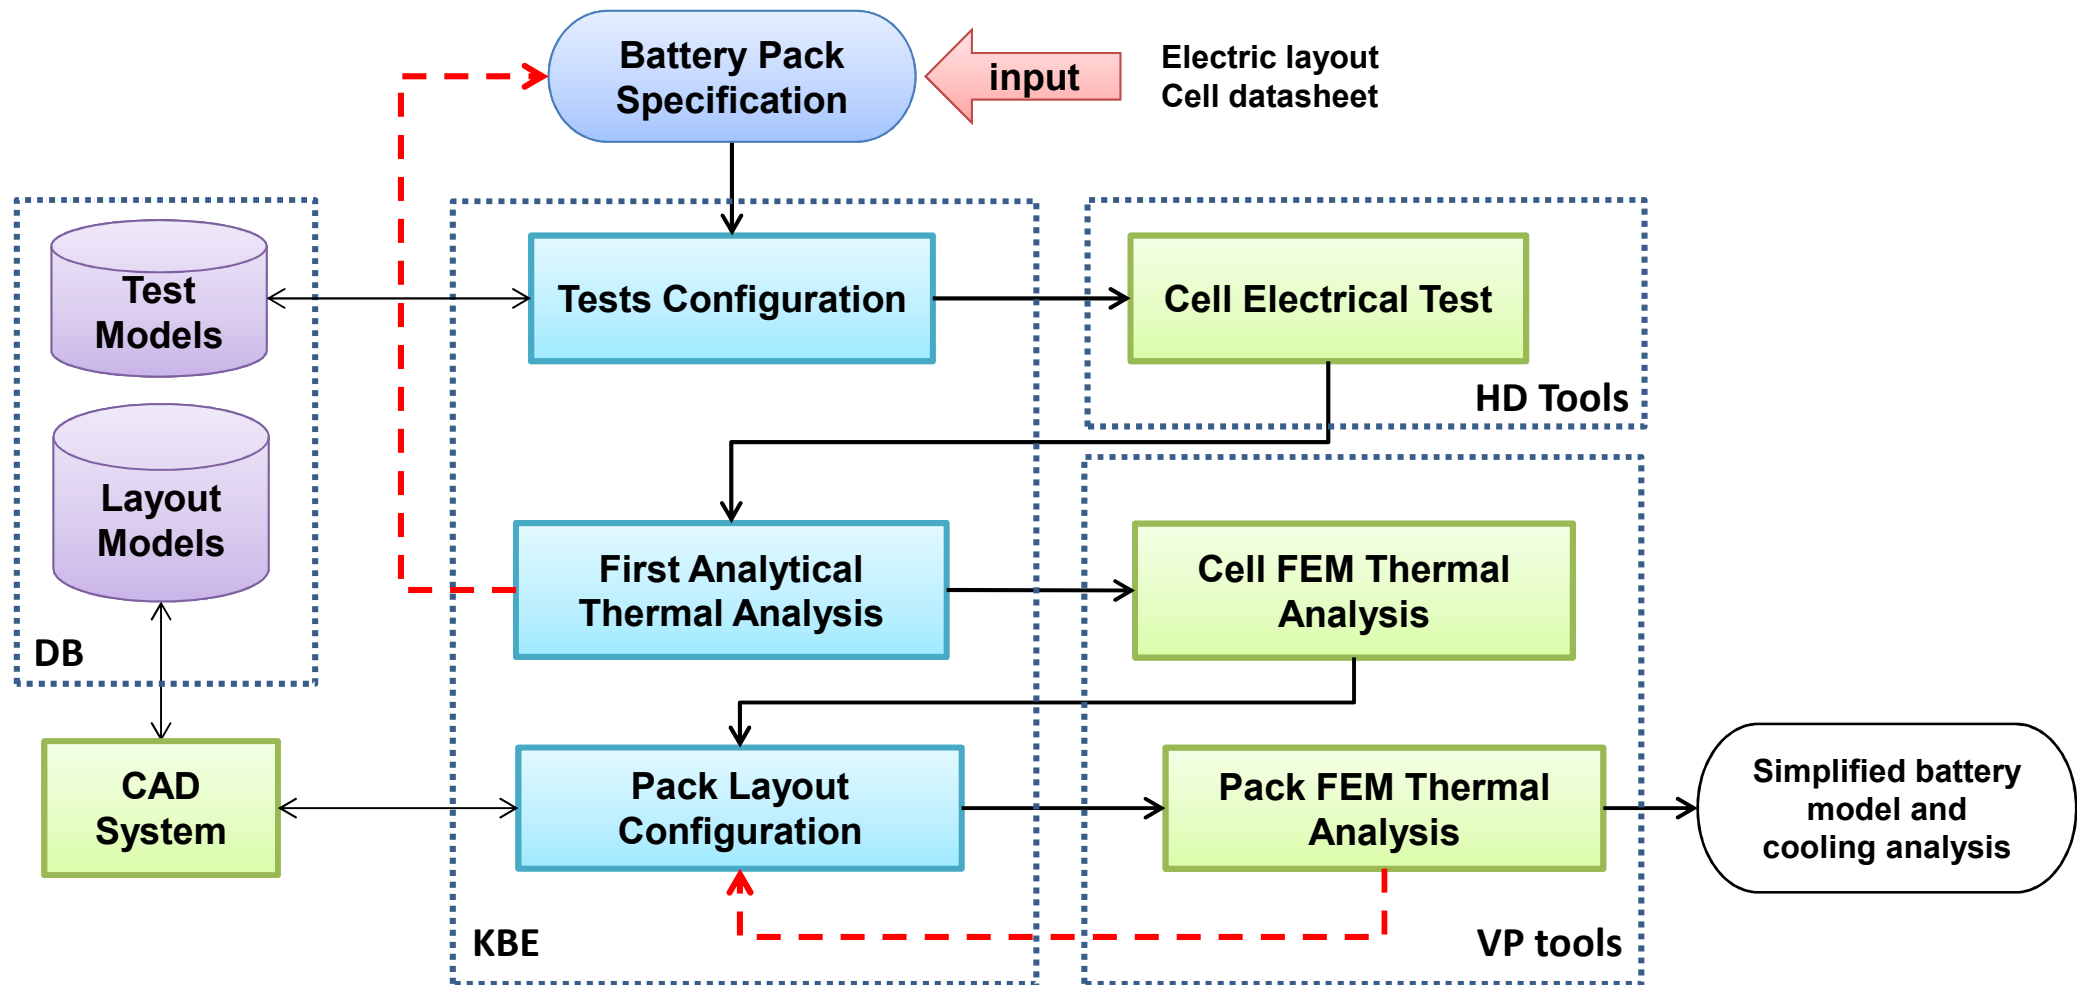 Battery Pack
Specification
input
Electric layout
Cell datasheet
Test
Models
Tests Configuration
Cell Electrical Test
HD Tools
Layout
Models
DB
First Analytical
Thermal Analysis
Cell FEM Thermal
Analysis
CAD
System
Pack Layout
Configuration
Pack FEM Thermal
Analysis
Simplified battery
model and
cooling analysis
KBE
VP tools